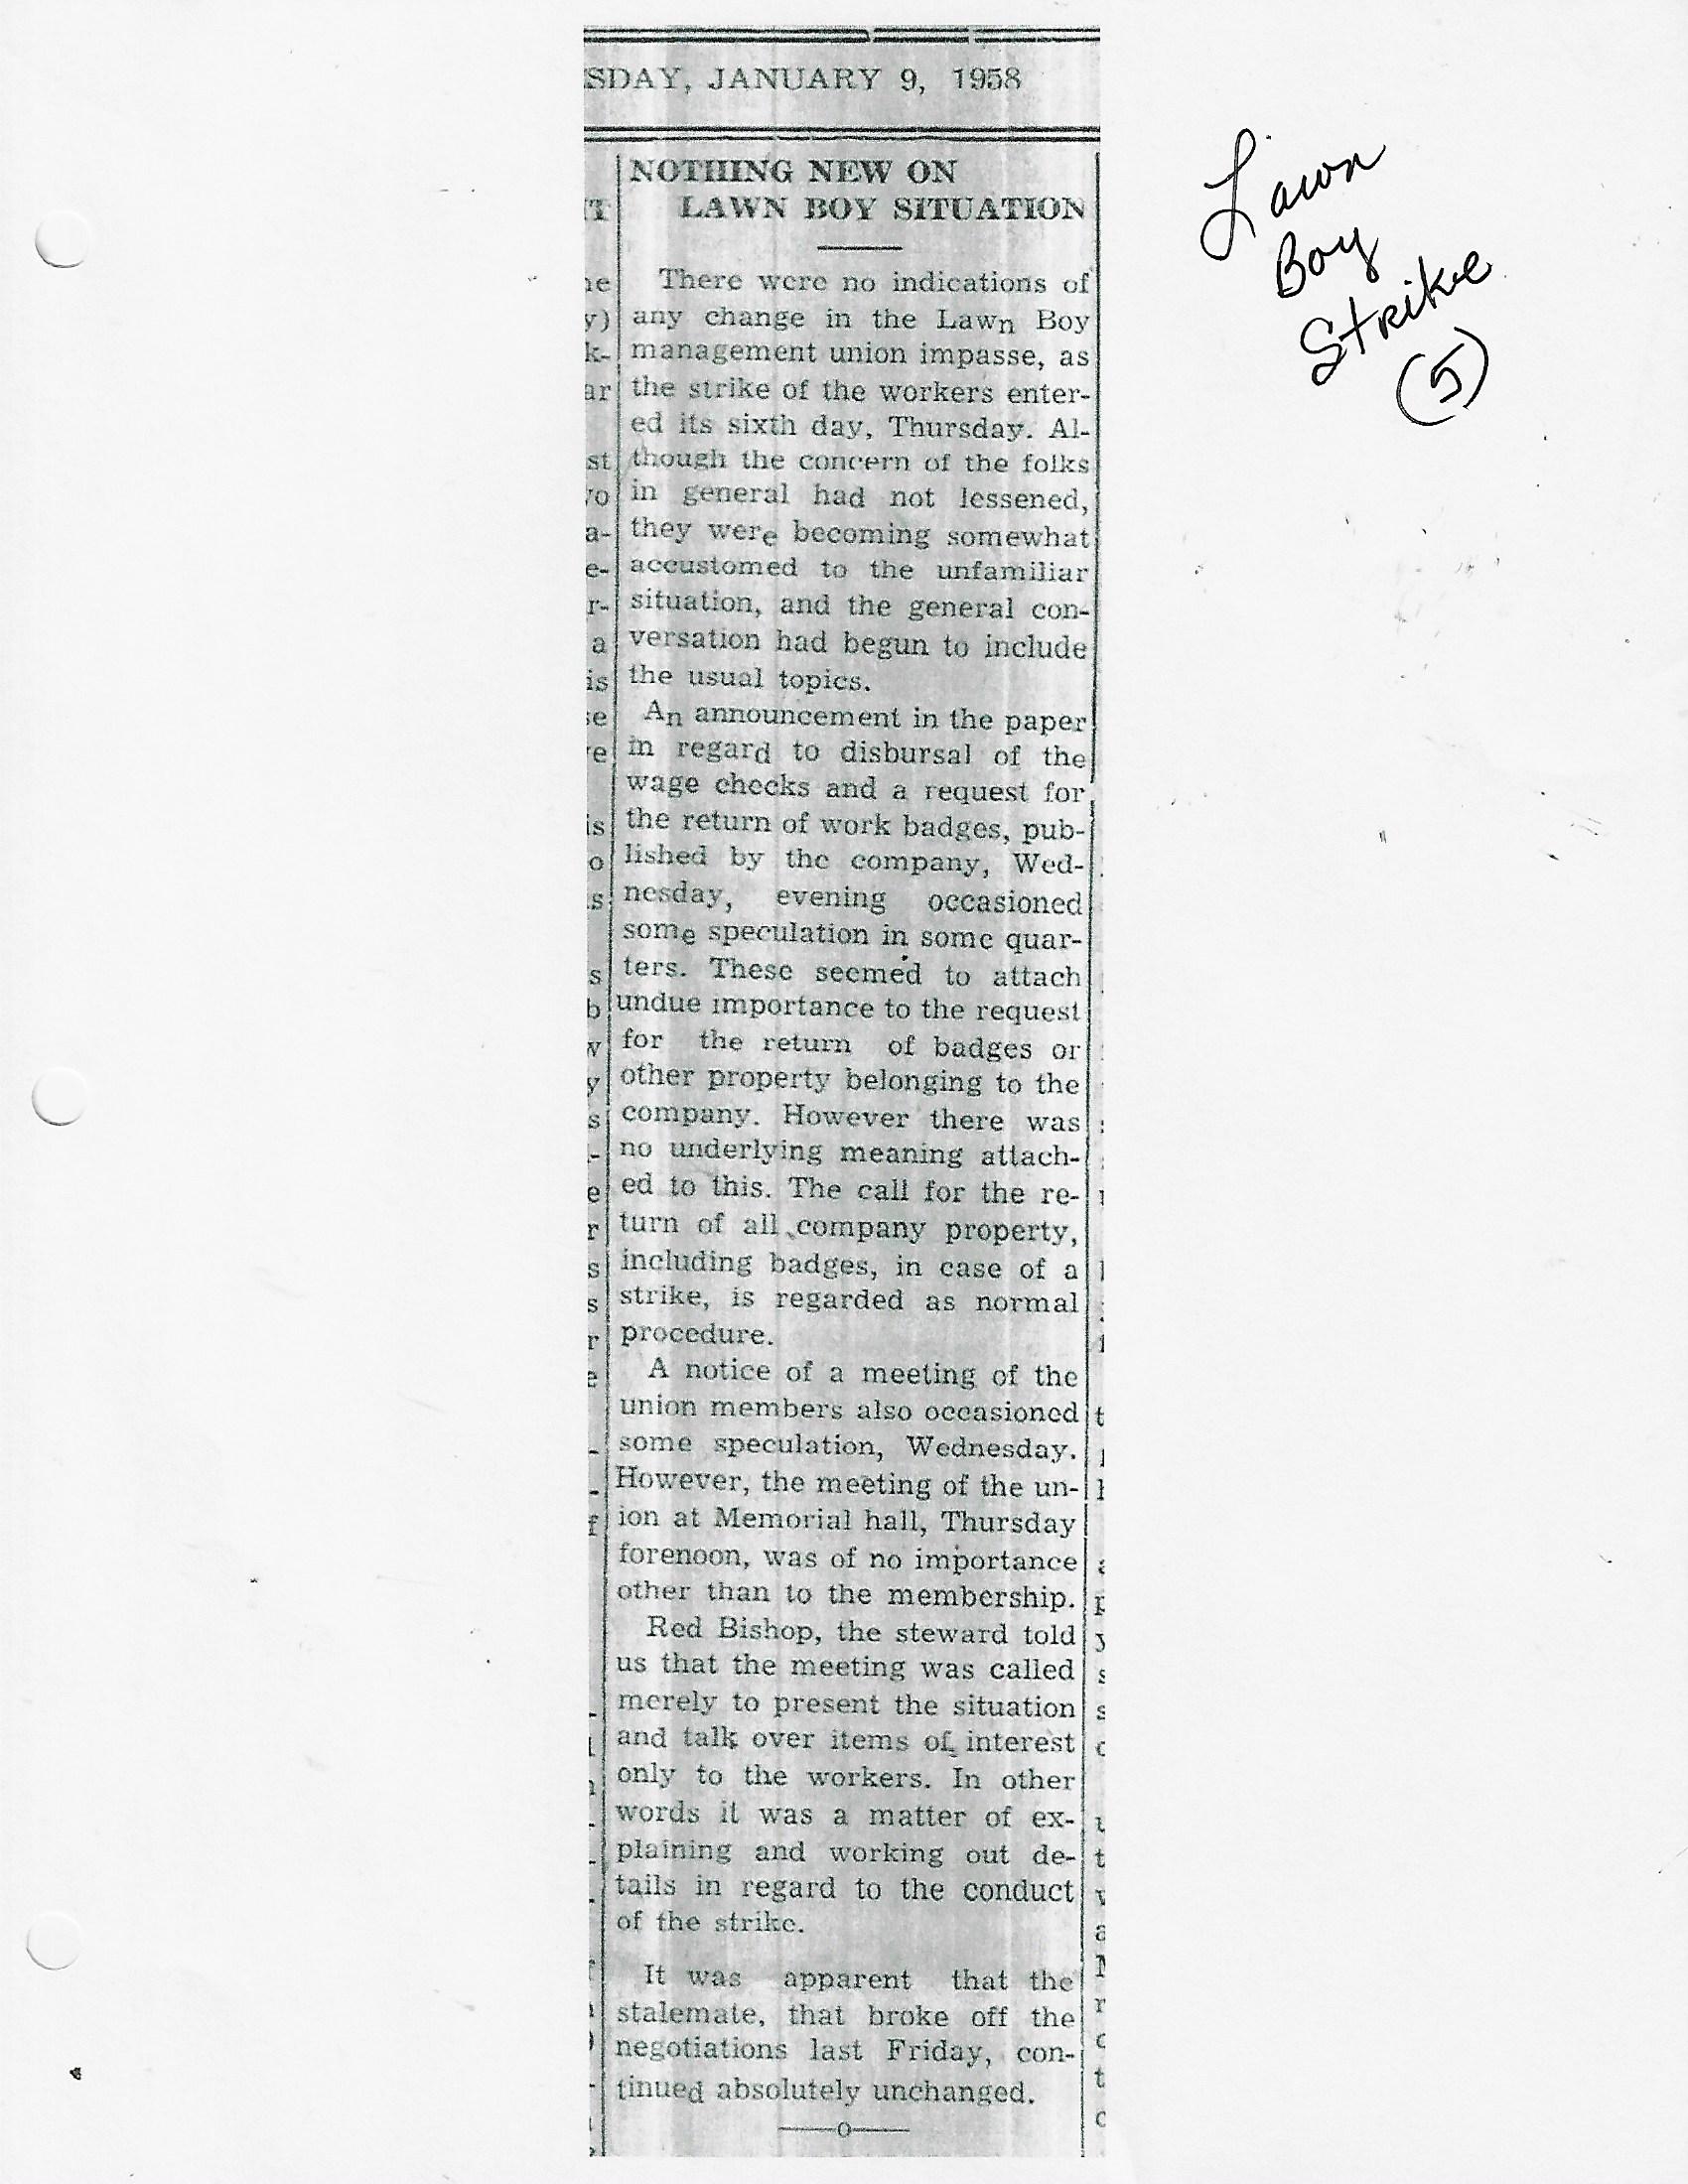 SDAY, JANUARY 9, 1958
NOTHING NEW ON
LAWN BOY SITUATION
There were no indications of
any change in the Lawn Boy
management union impasse, as
the strike of the workers enter-
ed its sixth day, Thursday. Al-
though the concern of the folks
in general had not lessened,
they were becoming somewhat
accustomed to the unfamiliar
situation, and the general con-
versation had begun to include
the usual topics.
An announcement in the paper
in regard to disbursal of the
wage checks and a request for
the return of work badges, pub-
lished by the company, Wed-
nesday, evening occasioned
some speculation in some quar-
ters. These seemed to attach
undue importance to the request
for the return of badges or
other property belonging to the
company. However there was
no underlying meaning attach-
ed to this. The call for the re-
turn of all company property,
including badges, in case of a
strike, is regarded as normal
procedure.
A notice of a meeting of the
union members also occasioned
some speculation, Wednesday.
However, the meeting of the un-
ion at Memorial hall, Thursday
forenoon, was of no importance
other than to the membership.
Red Bishop, the steward told
us that the meeting was called
merely to present the situation
and talk over items of interest
only to the workers. In other
words it was a matter of ex-
plaining and working out de-
tails in regard to the conduct
of the strike.
It was apparent that the
stalemate, that broke off the
negotiations last Friday, con-
tinued absolutely unchanged.
—o—
Lawn
Boy
Strike
(5)